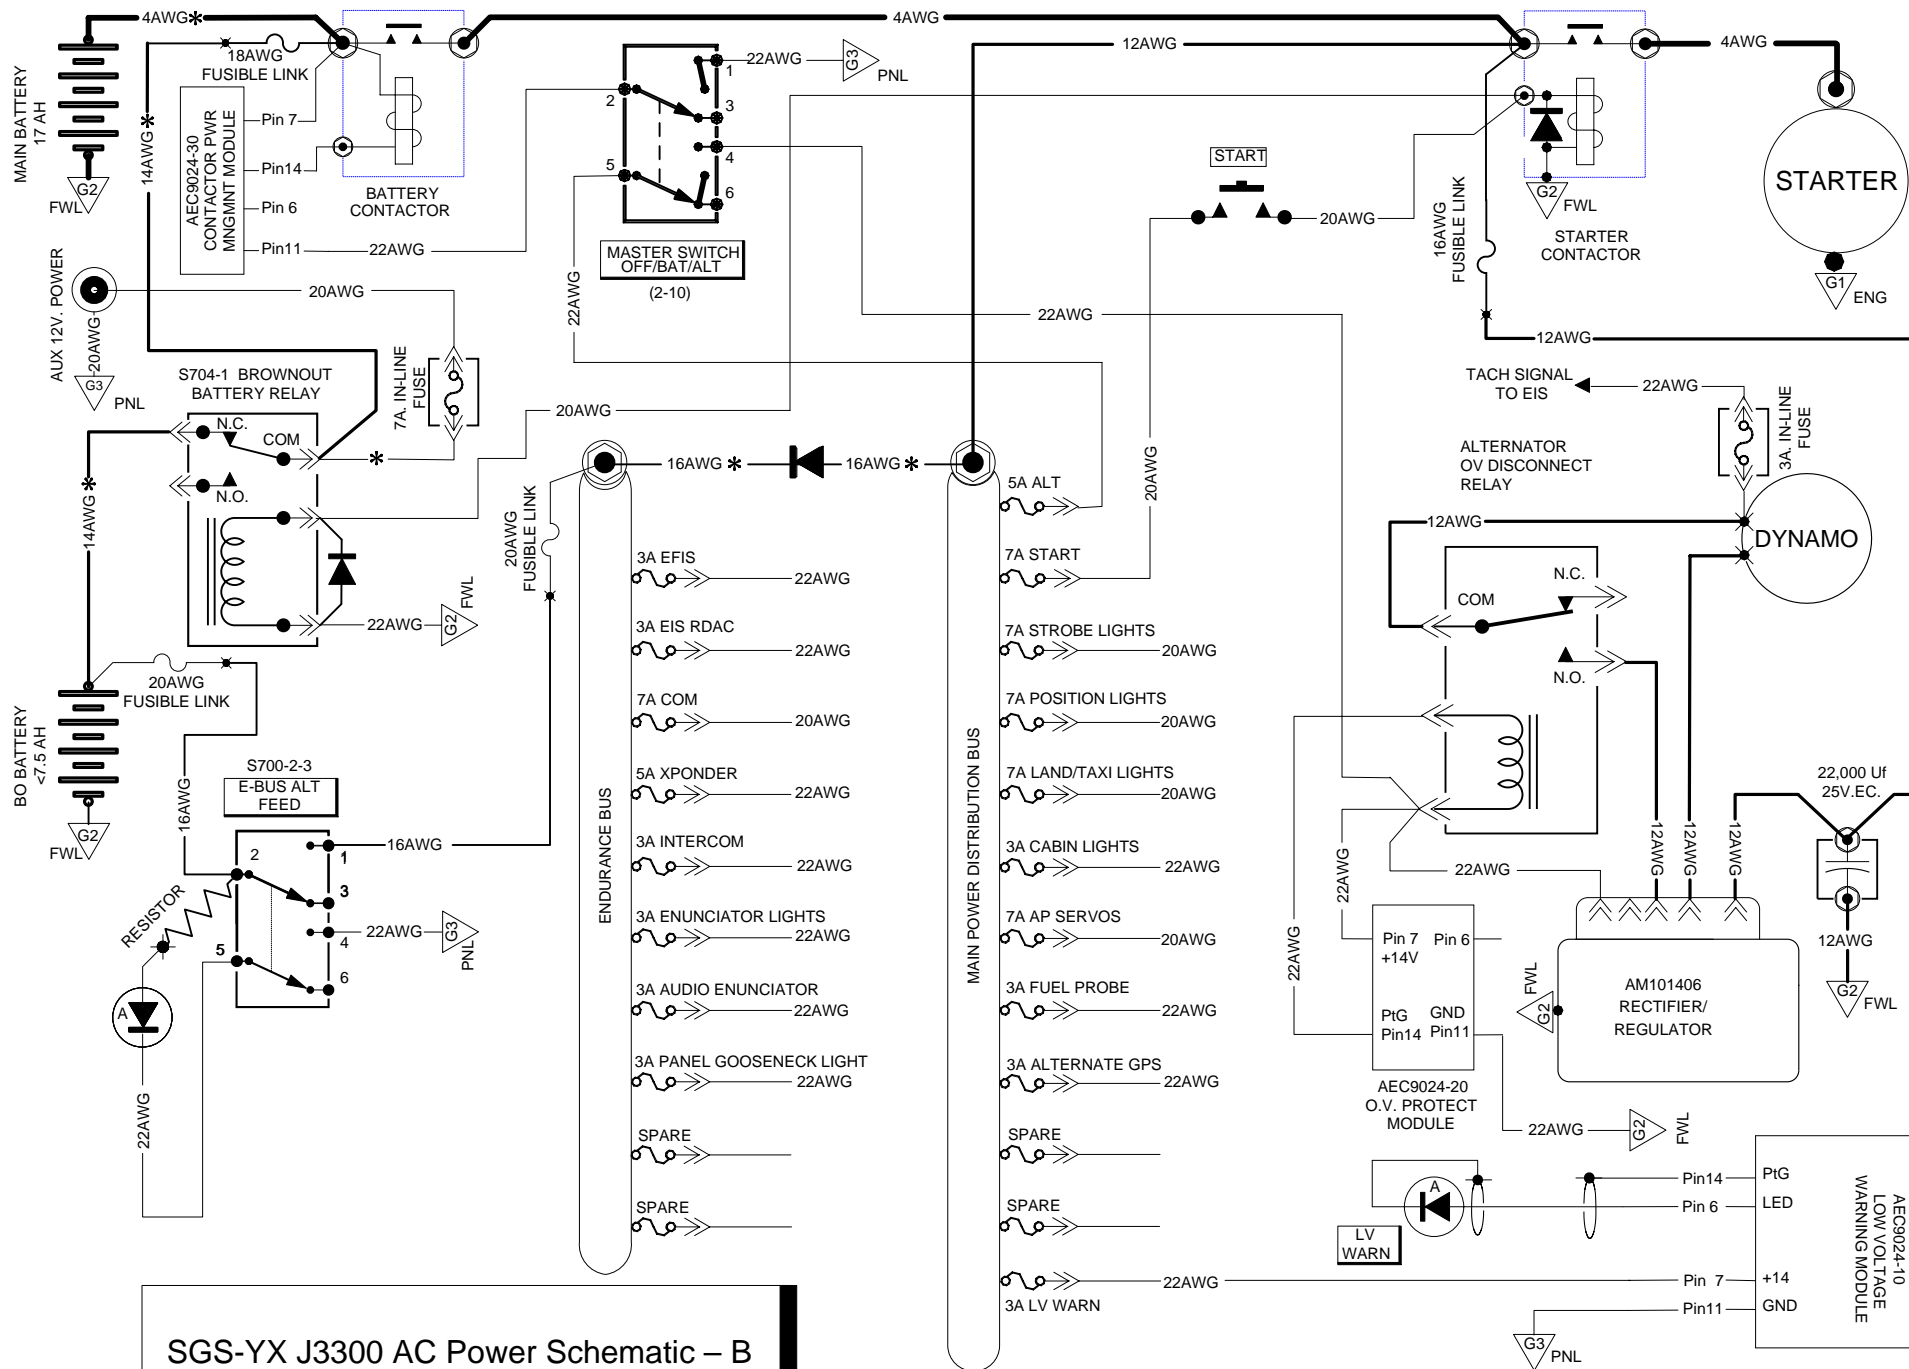 4AWG*
4AWG
4AWG
12AWG
18AWG
FUSIBLE LINK
MAIN BATTERY
17 AH
G2
FWL
14AWG*
AEC9024-30
CONTACTOR PWR
MNGMNT MODULE
Pin 7
Pin14
Pin 6
Pin11
22AWG
BATTERY
CONTACTOR
1
2
3
4
5
6
22AWG
G3
PNL
MASTER SWITCH
OFF/BAT/ALT
(2-10)
22AWG
22AWG
START
20AWG
16AWG
FUSIBLE LINK
G2
FWL
STARTER
CONTACTOR
STARTER
G1
ENG
12AWG
AUX 12V. POWER
20AWG
20AWG
G3
PNL
7A. IN-LINE
FUSE
S704-1 BROWNOUT
BATTERY RELAY
N.C.
COM
*
N.O.
20AWG
14AWG*
22AWG
G2
FWL
20AWG
FUSIBLE LINK
BO BATTERY
<7.5 AH
G2
FWL
16AWG
S700-2-3
E-BUS ALT
FEED
2
1
3
4
5
6
16AWG
22AWG
G3
PNL
RESISTOR
A
22AWG
20AWG
FUSIBLE LINK
16AWG *
16AWG *
ENDURANCE BUS
3A EFIS
22AWG
3A EIS RDAC
22AWG
7A COM
20AWG
5A XPONDER
22AWG
3A INTERCOM
22AWG
3A ENUNCIATOR LIGHTS
22AWG
3A AUDIO ENUNCIATOR
22AWG
3A PANEL GOOSENECK LIGHT
22AWG
SPARE
SPARE
MAIN POWER DISTRIBUTION BUS
5A ALT
7A START
20AWG
7A STROBE LIGHTS
20AWG
7A POSITION LIGHTS
20AWG
7A LAND/TAXI LIGHTS
20AWG
3A CABIN LIGHTS
22AWG
7A AP SERVOS
20AWG
3A FUEL PROBE
22AWG
3A ALTERNATE GPS
22AWG
SPARE
SPARE
3A LV WARN
22AWG
TACH SIGNAL
TO EIS
22AWG
3A. IN-LINE
FUSE
ALTERNATOR
OV DISCONNECT
RELAY
12AWG
DYNAMO
N.C.
COM
N.O.
22AWG
22AWG
22AWG
12AWG
12AWG
12AWG
22,000 Uf
25V.EC.
12AWG
G2
FWL
Pin 7
+14V
Pin 6
PtG
Pin14
GND
Pin11
AEC9024-20
O.V. PROTECT
MODULE
22AWG
G2
FWL
G2
FWL
AM101406
RECTIFIER/
REGULATOR
A
LV
WARN
Pin14
PtG
Pin 6
LED
Pin 7
+14
Pin11
GND
AEC9024-10
LOW VOLTAGE
WARNING MODULE
G3
PNL
SGS-YX J3300 AC Power Schematic – B